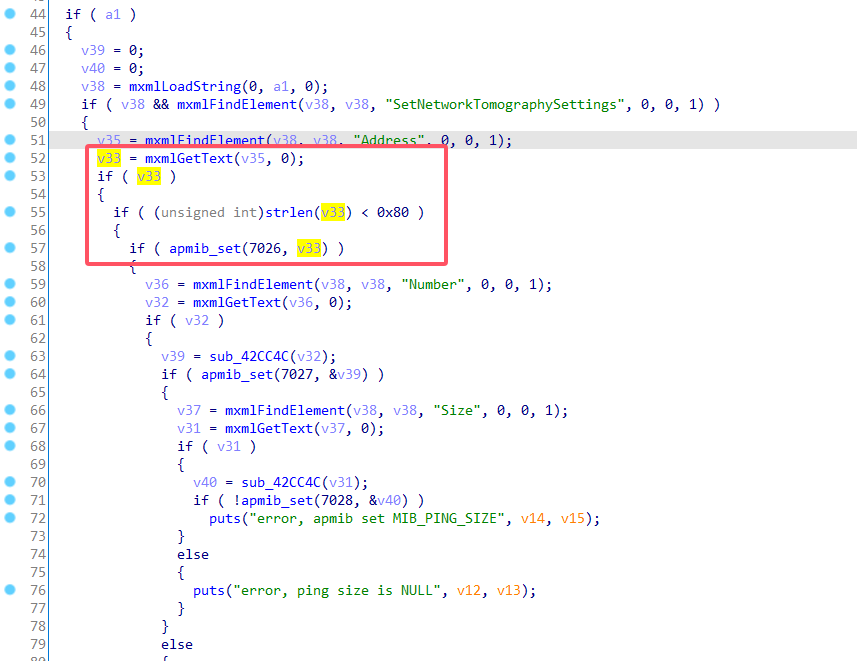 44 if ( a1 )
45 {
46 v39 = 0;
47 v40 = 0;
48 v38 = mxmlLoadString(0, a1, 0);
49 if ( v38 && mxmlFindElement(v38, v38, "SetNetworkTomographySettings", 0, 0, 1) )
50 {
51 v35 = mxmlFindElement(v38, v38, "Address", 0, 0, 1);
52 v33 = mxmlGetText(v35, 0);
53 if ( v33 )
54 {
55 if ( (unsigned int)strlen(v33) < 0x80 )
56 {
57 if ( apmib_set(7026, v33) )
58 {
59 v36 = mxmlFindElement(v38, v38, "Number", 0, 0, 1);
60 v32 = mxmlGetText(v36, 0);
61 if ( v32 )
62 {
63 v39 = sub_42CC4C(v32);
64 if ( apmib_set(7027, &v39) )
65 {
66 v37 = mxmlFindElement(v38, v38, "Size", 0, 0, 1);
67 v31 = mxmlGetText(v37, 0);
68 if ( v31 )
69 {
70 v40 = sub_42CC4C(v31);
71 if ( !apmib_set(7028, &v40) )
72 puts("error, apmib set MIB_PING_SIZE", v14, v15);
73 }
74 else
75 {
76 puts("error, ping size is NULL", v12, v13);
77 }
78 }
79 else